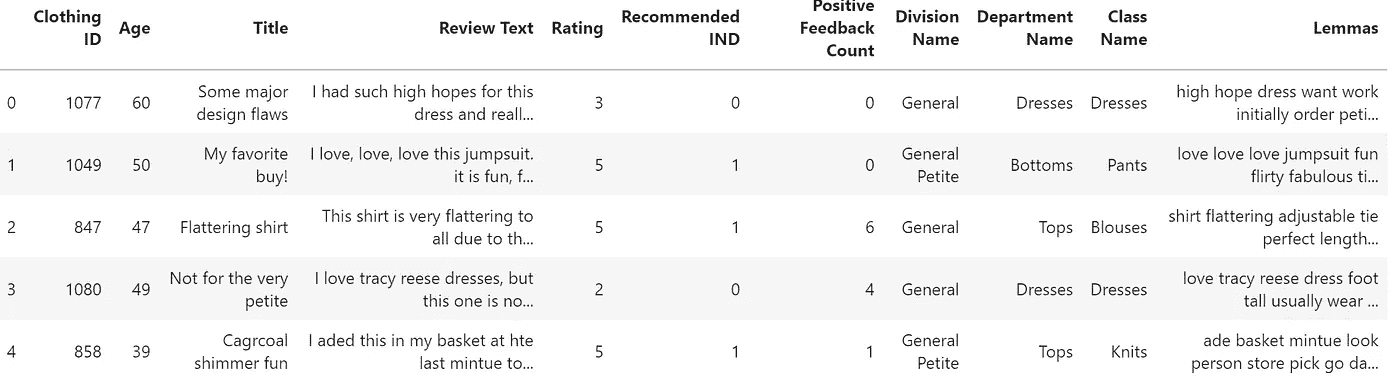 Clothing ID Age Title Review Text Rating Recommended IND Positive Feedback Count Division Name Department Name Class Name Lemmas
0 1077 60 Some major design flaws I had such high hopes for this dress and reall... 3 0 0 General Dresses Dresses high hope dress want work initially order peti...
1 1049 50 My favorite buy! I love, love, love this jumpsuit. it is fun, f... 5 1 0 General Petite Bottoms Pants love love love jumpsuit fun flirty fabulous ti...
2 847 47 Flattering shirt This shirt is very flattering to all due to th... 5 1 6 General Tops Blouses shirt flattering adjustable tie perfect length...
3 1080 49 Not for the very petite I love tracy reese dresses, but this one is no... 2 0 4 General Dresses Dresses love tracy reese dress foot tall usually wear ...
4 858 39 Cagrcoal shimmer fun I aded this in my basket at hte last mintue to... 5 1 1 General Petite Tops Knits ade basket mintue look person store pick go da...